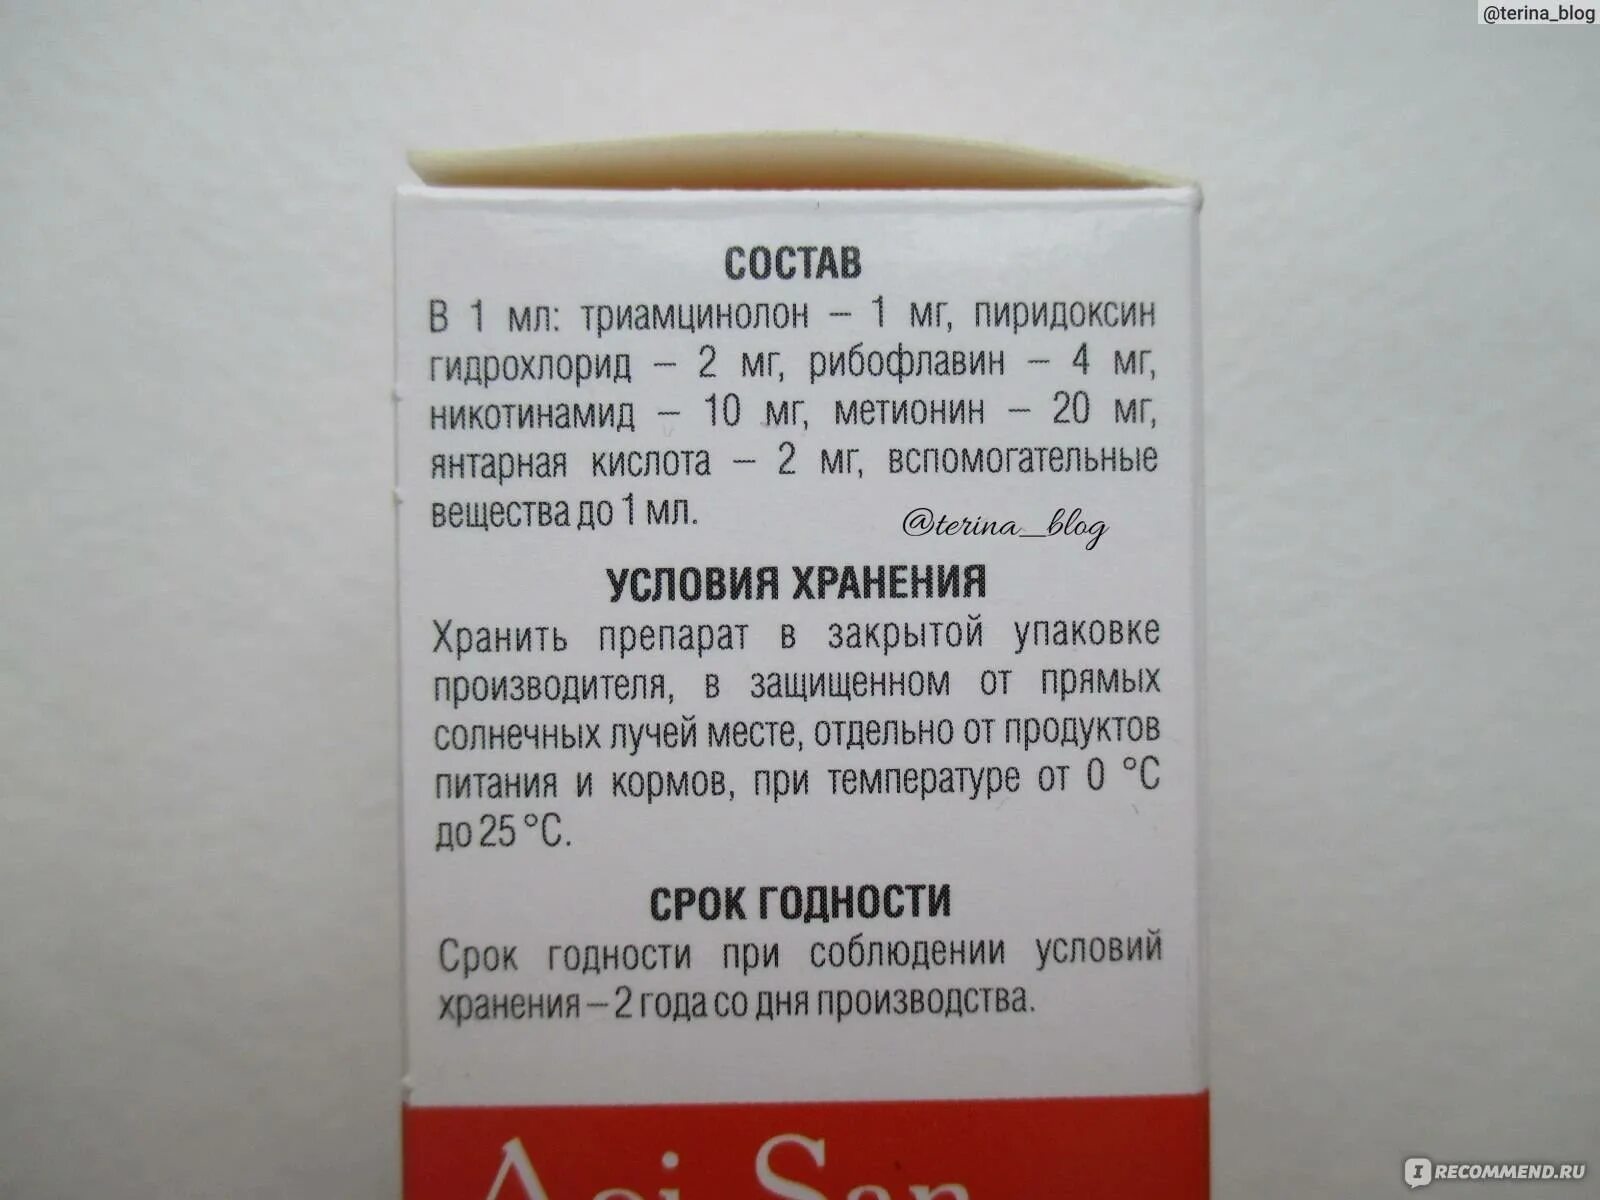 @terina_blog
СОСТАВ
В 1 мл: триамцинолон – 1 мг, пиридоксин
гидрохлорид – 2 мг, рибофлавин – 4 мг,
никотинамид – 10 мг, метионин – 20 мг,
янтарная кислота – 2 мг, вспомогательные
вещества до 1 мл.
@terina_blog
УСЛОВИЯ ХРАНЕНИЯ
Хранить препарат в закрытой упаковке
производителя, в защищенном от прямых
солнечных лучей месте, отдельно от продуктов
питания и кормов, при температуре от 0 °С
до 25 °С.
СРОК ГОДНОСТИ
Срок годности при соблюдении условий
хранения – 2 года со дня производства.
Api-San
IRECOMMEND.RU